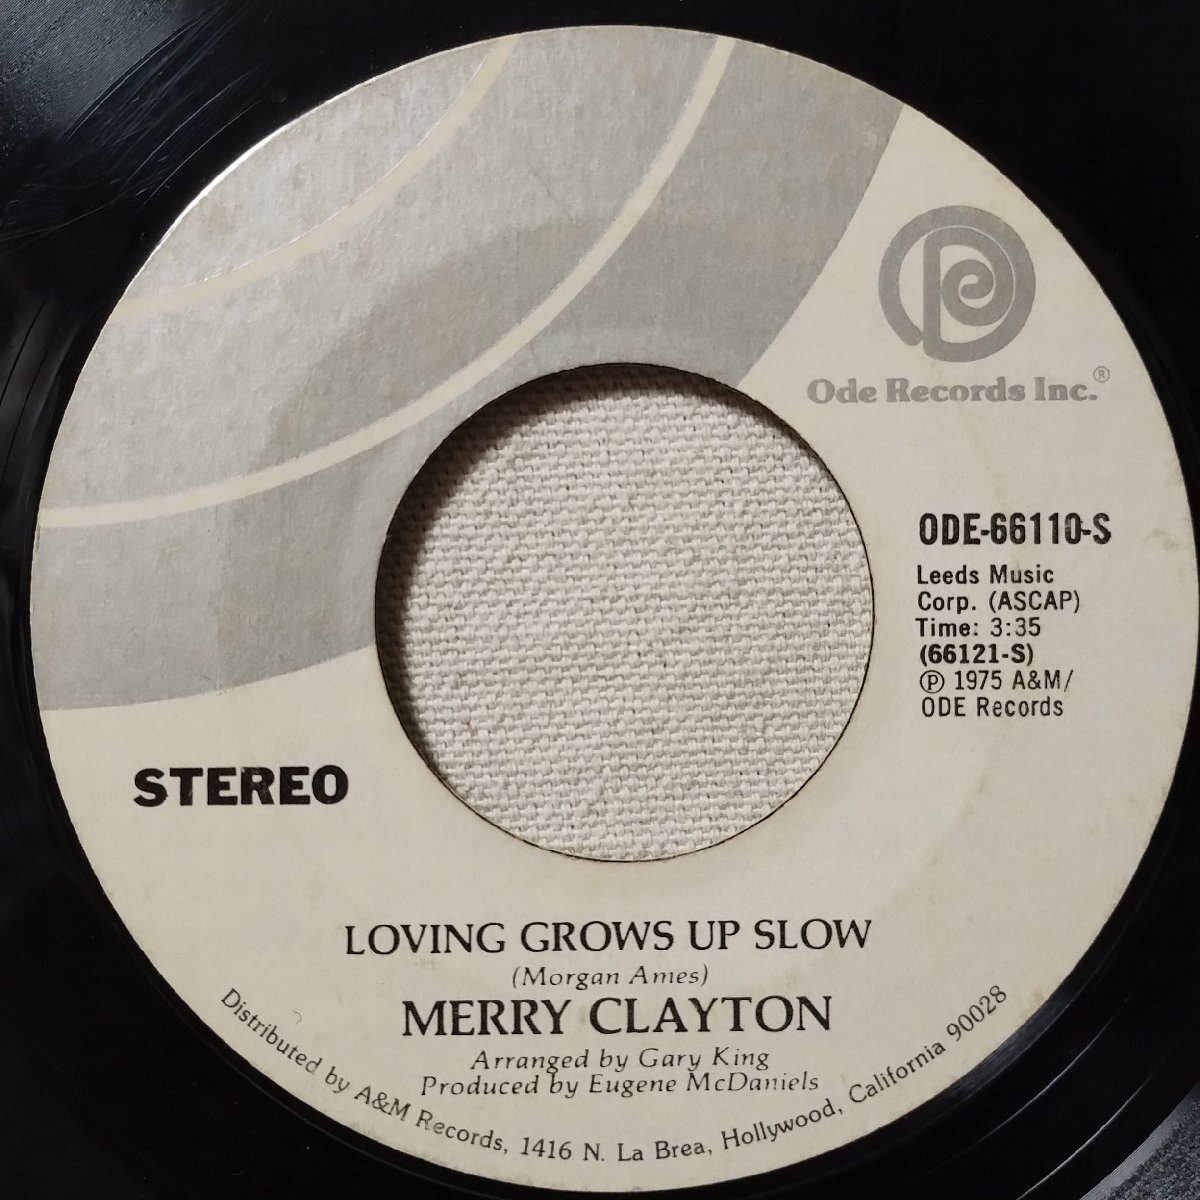 Ode Records Inc.®
ODE-66110-S
Leeds Music
Corp. (ASCAP)
Time: 3:35
(66121-S)
℗ 1975 A&M/
ODE Records
STEREO
LOVING GROWS UP SLOW
(Morgan Ames)
MERRY CLAYTON
Arranged by Gary King
Produced by Eugene McDaniels
Distributed by A&M Records, 1416 N. La Brea, Hollywood, California 90028